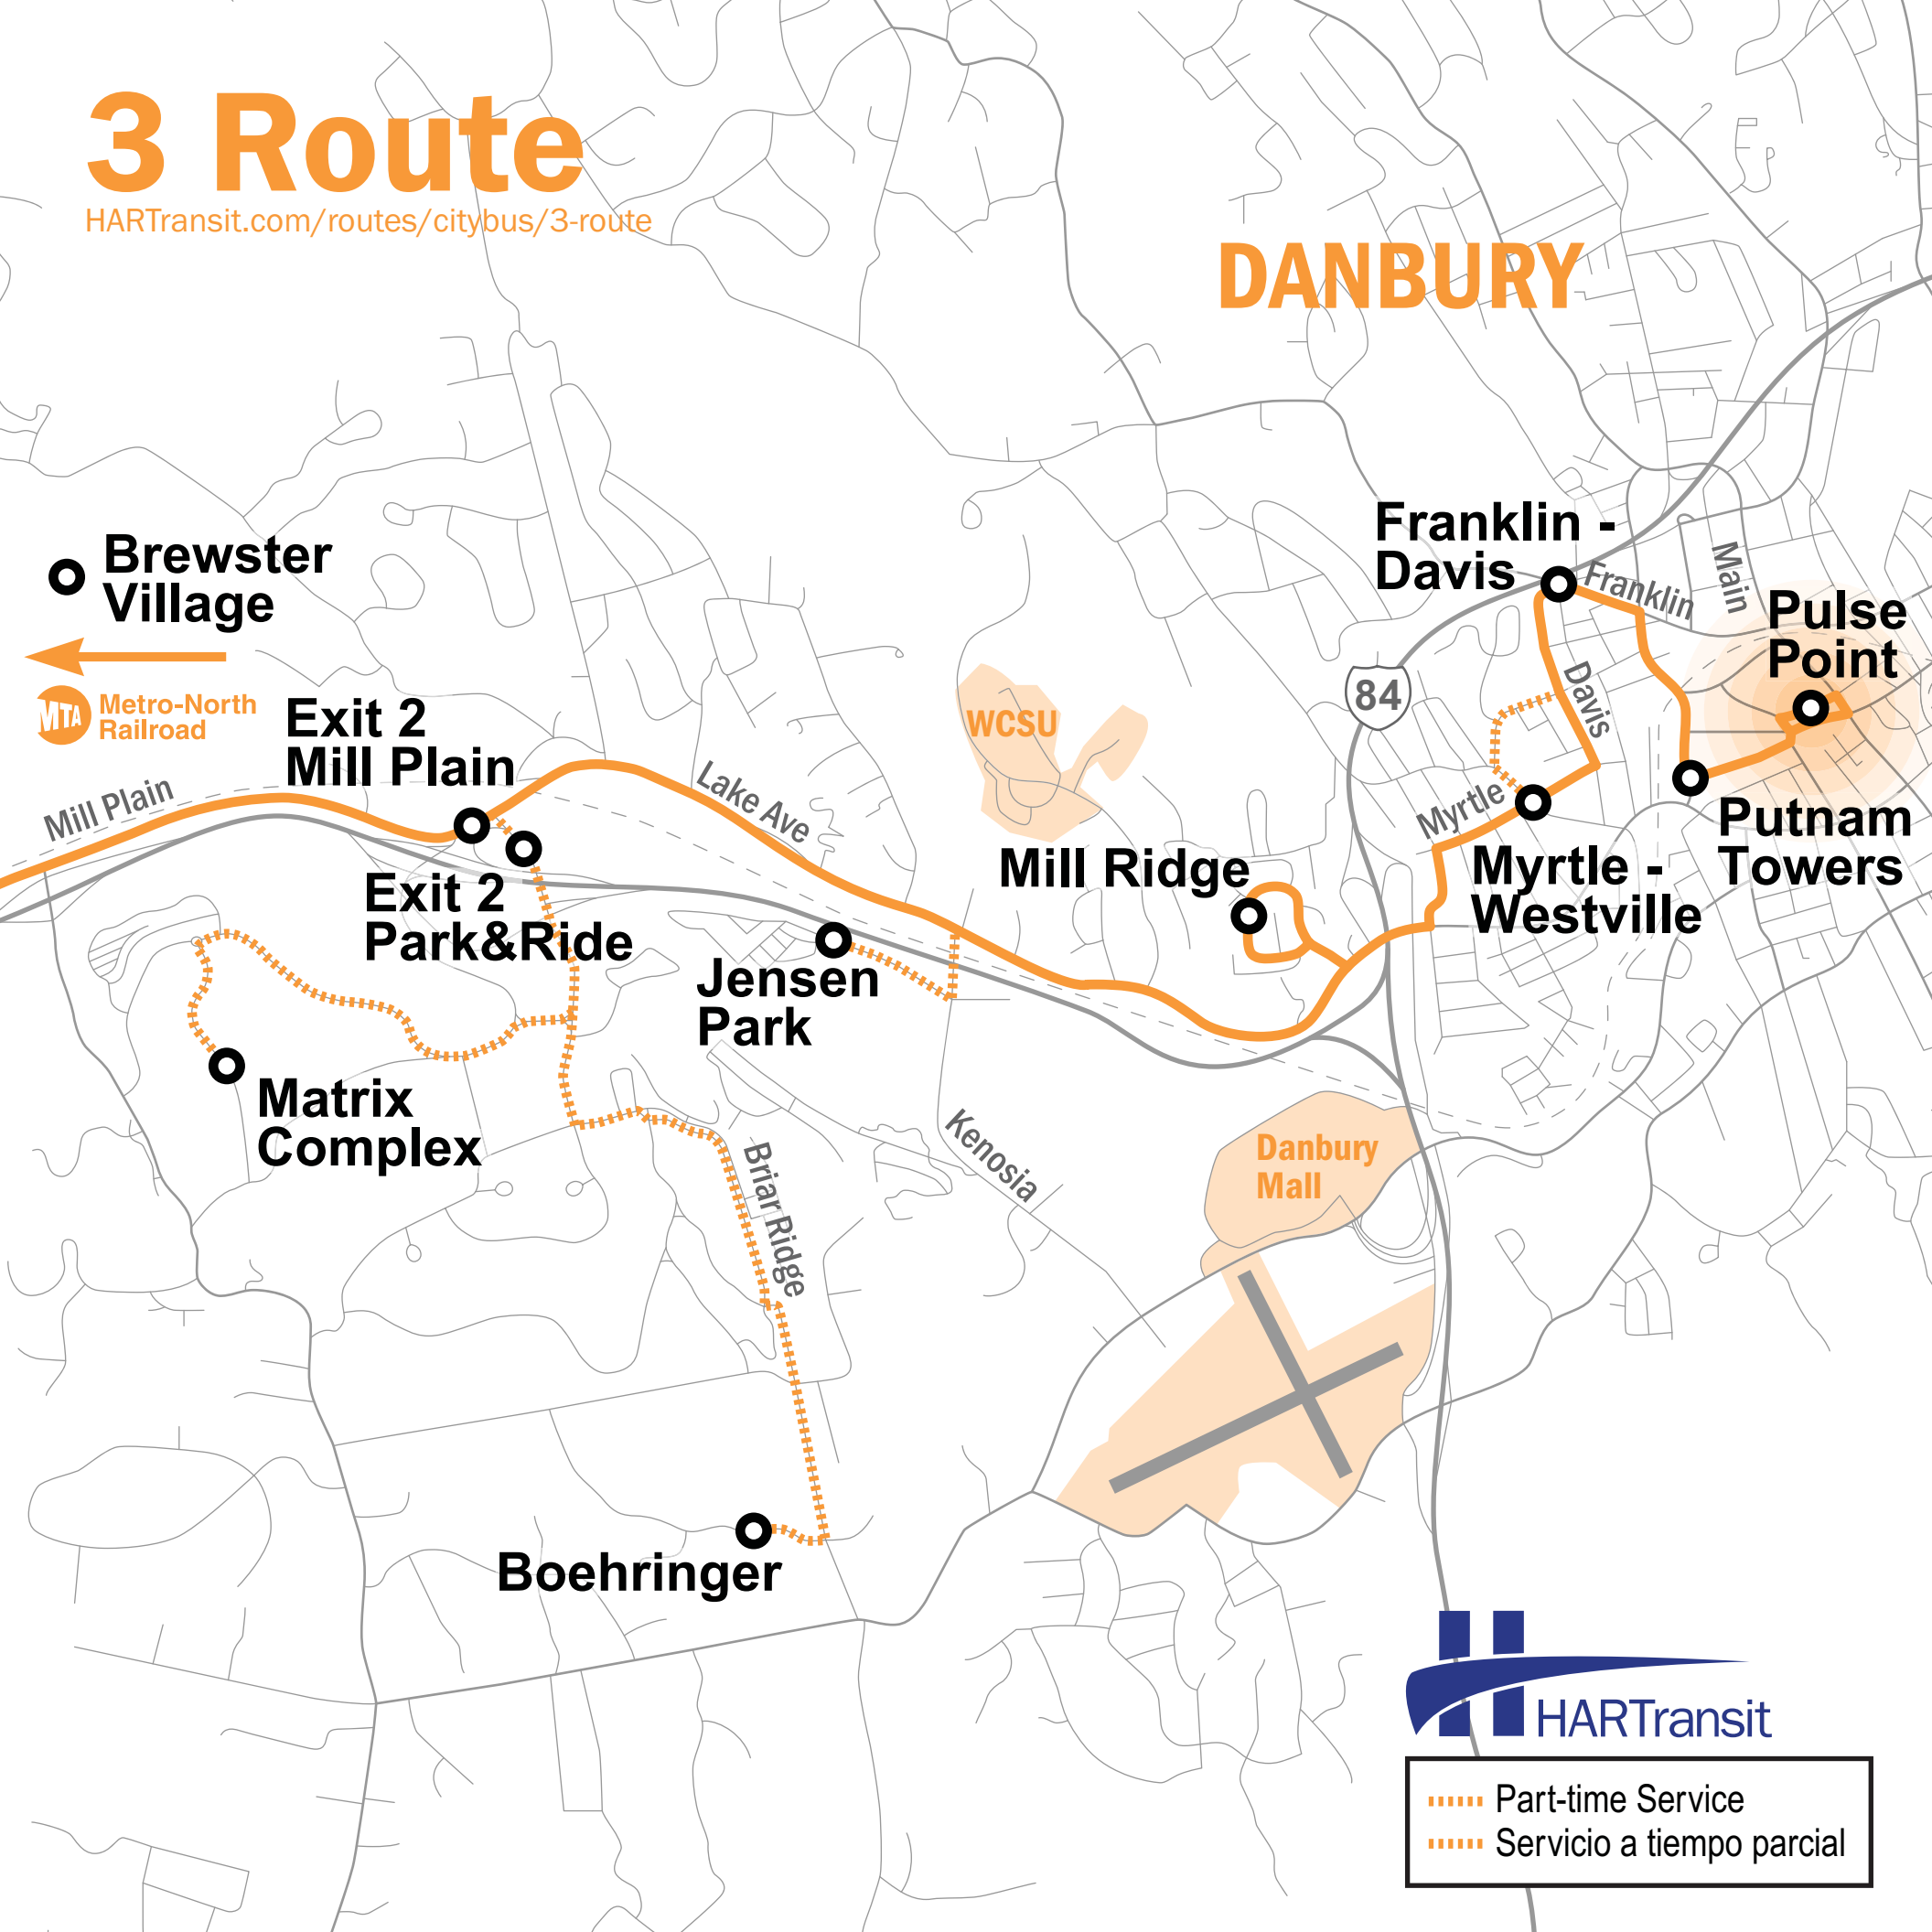 3 Route
HARTransit.com/routes/citybus/3-route
DANBURY
Franklin -
Davis
Franklin
Main
Brewster
Village
Pulse
Point
84
Davis
MTA
Metro-North
Railroad
Exit 2
Mill Plain
WCSU
Mill Plain
Lake Ave
Myrtle
Putnam
Towers
Mill Ridge
Myrtle -
Westville
Exit 2
Park&Ride
Jensen
Park
Matrix
Complex
Kenosia
Danbury
Mall
Briar Ridge
Boehringer
HARTransit
Part-time Service
Servicio a tiempo parcial